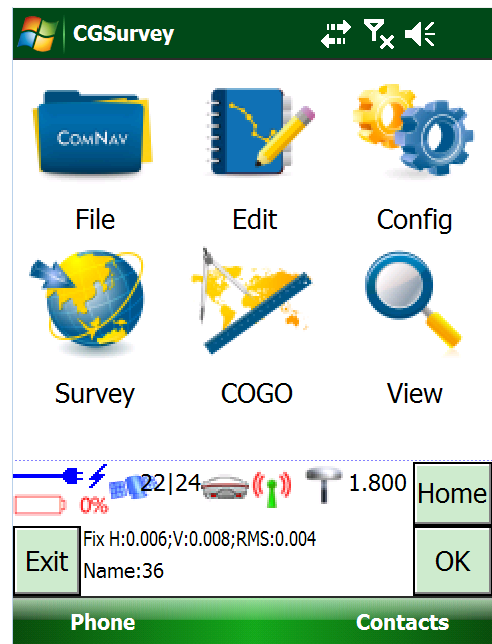 CGSurvey
COMNAV
File Edit Config
Survey COGO View
22|24 1.800 Home
0%
Exit Fix H:0.006;V:0.008;RMS:0.004 OK
Name:36
Phone Contacts